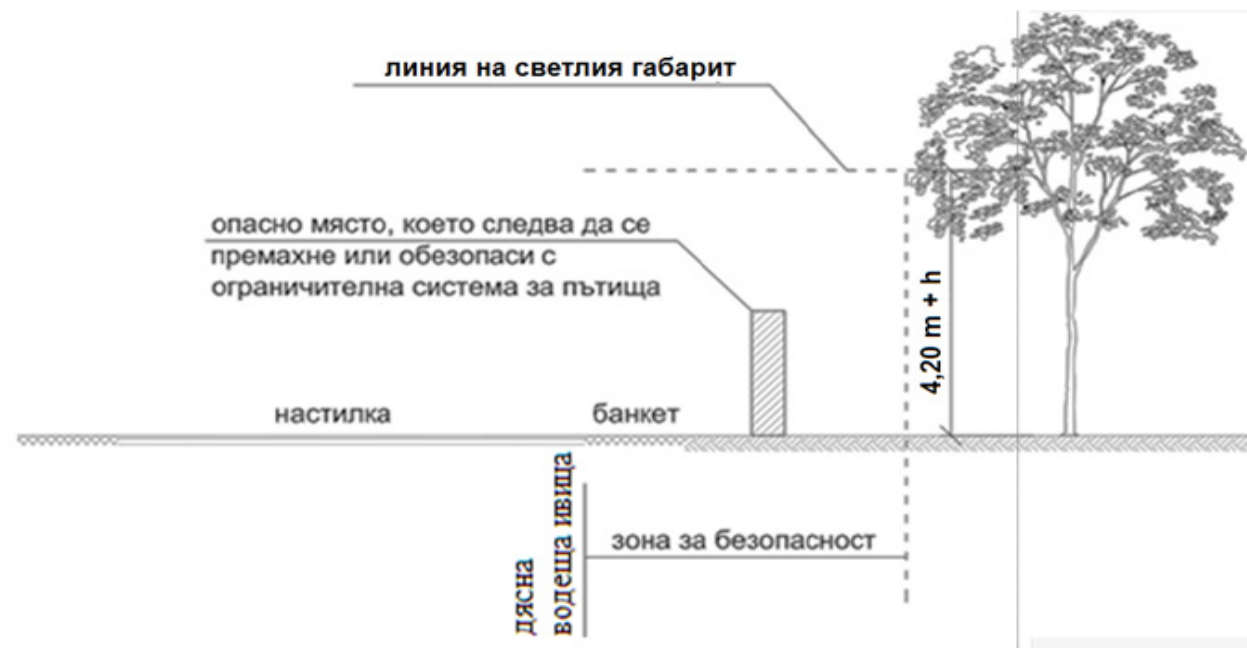 линия на светлия габарит
опасно място, което следва да се
премахне или обезопаси с
ограничителна система за пътища
4,20 m + h
настилка
банкет
дясна
водеща ивица
зона за безопасност